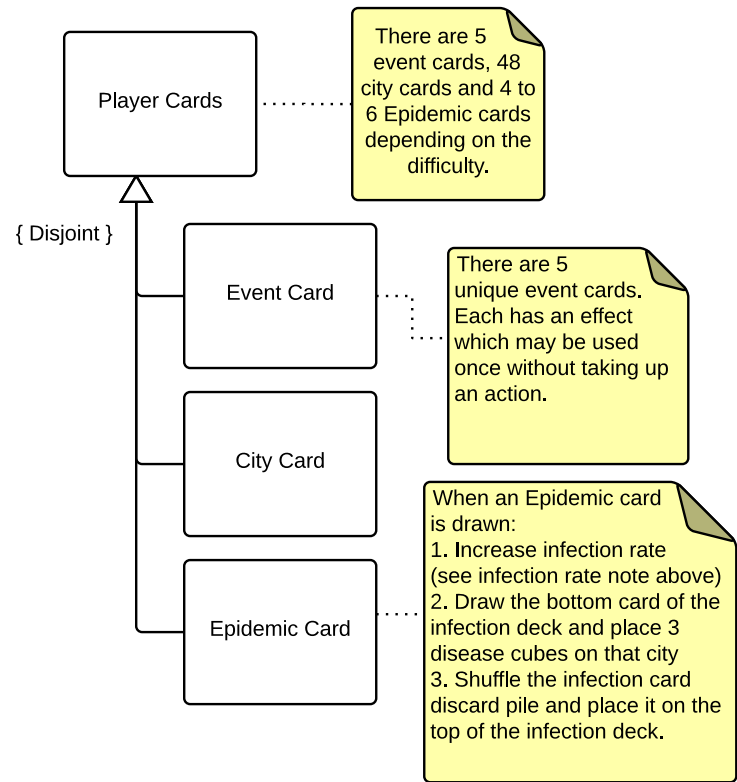 Player Cards
There are 5
event cards, 48
city cards and 4 to
6 Epidemic cards
depending on the
difficulty.
{ Disjoint }
Event Card
There are 5
unique event cards.
Each has an effect
which may be used
once without taking up
an action.
City Card
Epidemic Card
When an Epidemic card
is drawn:
1. Increase infection rate
(see infection rate note above)
2. Draw the bottom card of the
infection deck and place 3
disease cubes on that city
3. Shuffle the infection card
discard pile and place it on the
top of the infection deck.